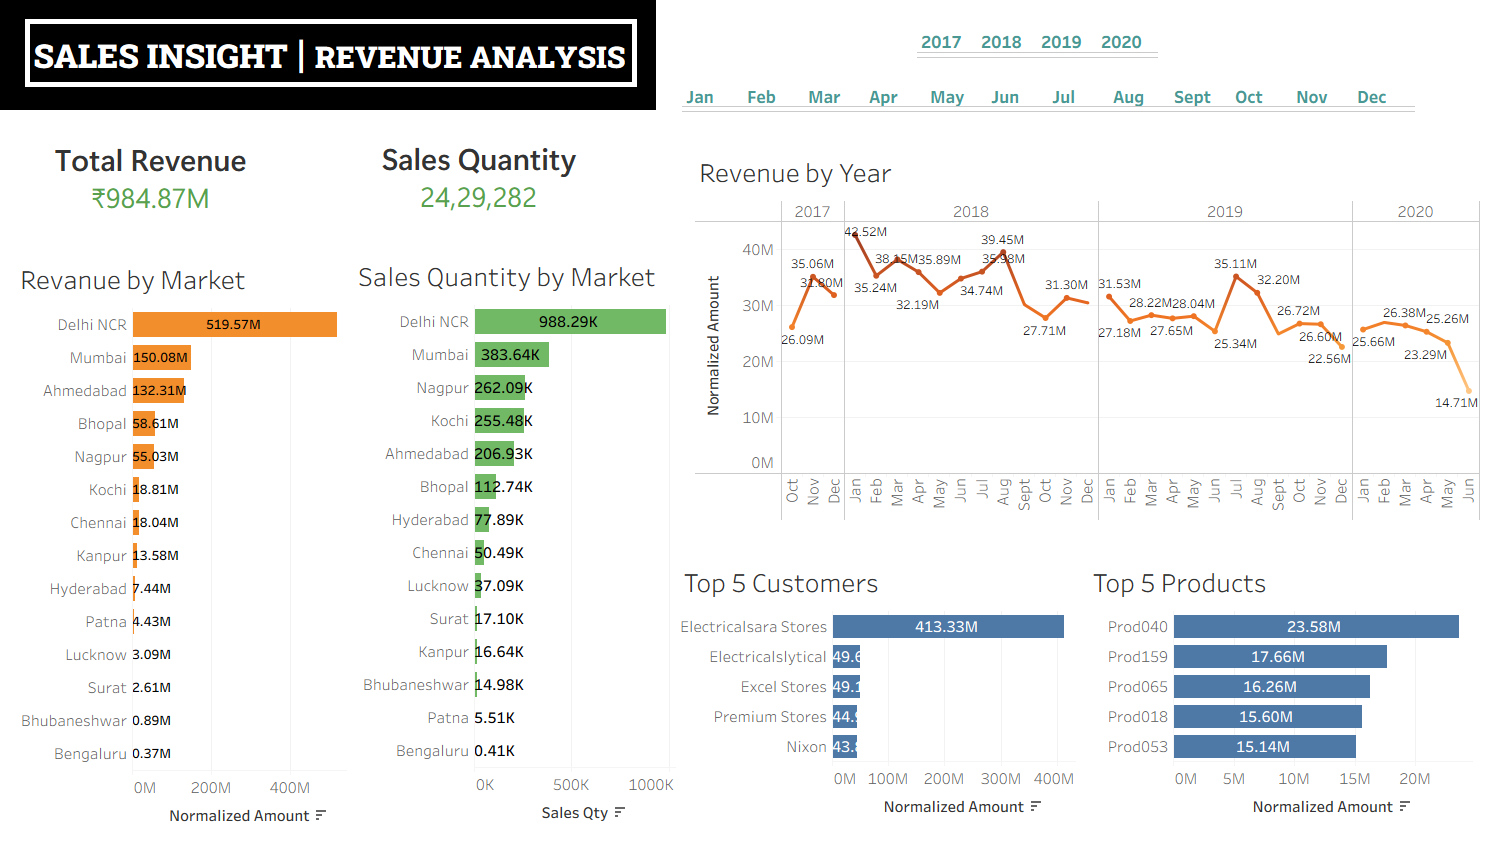 SALES INSIGHT | REVENUE ANALYSIS
2017 2018 2019 2020
Jan Feb Mar Apr May Jun Jul Aug Sept Oct Nov Dec
Total Revenue
₹984.87M
Sales Quantity
24,29,282
Revanue by Market
Delhi NCR 519.57M
Mumbai 150.08M
Ahmedabad 132.31M
Bhopal 58.61M
Nagpur 55.03M
Kochi 18.81M
Chennai 18.04M
Kanpur 13.58M
Hyderabad 7.44M
Patna 4.43M
Lucknow 3.09M
Surat 2.61M
Bhubaneshwar 0.89M
Bengaluru 0.37M
0M 200M 400M
Normalized Amount
Sales Quantity by Market
Delhi NCR 988.29K
Mumbai 383.64K
Nagpur 262.09K
Kochi 255.48K
Ahmedabad 206.93K
Bhopal 112.74K
Hyderabad 77.89K
Chennai 50.49K
Lucknow 37.09K
Surat 17.10K
Kanpur 16.64K
Bhubaneshwar 14.98K
Patna 5.51K
Bengaluru 0.41K
0K 500K 1000K
Sales Qty
Revenue by Year
2017 2018 2019 2020
Normalized Amount
40M
30M
20M
10M
0M
26.09M 35.06M 31.80M
42.52M 35.24M 38.15M 35.89M 32.19M 34.74M 35.98M 39.45M 27.71M 31.30M
31.53M 27.18M 28.22M 27.65M 28.04M 25.34M 35.11M 32.20M 26.72M 26.60M 22.56M
25.66M 26.38M 25.26M 23.29M 14.71M
Oct Nov Dec Jan Feb Mar Apr May Jun Jul Aug Sept Oct Nov Dec Jan Feb Mar Apr May Jun Jul Aug Sept Oct Nov Dec Jan Feb Mar Apr May Jun
Top 5 Customers
Electricalsara Stores 413.33M
Electricalslytical 49.6
Excel Stores 49.1
Premium Stores 44.9
Nixon 43.8
0M 100M 200M 300M 400M
Normalized Amount
Top 5 Products
Prod040 23.58M
Prod159 17.66M
Prod065 16.26M
Prod018 15.60M
Prod053 15.14M
0M 5M 10M 15M 20M
Normalized Amount